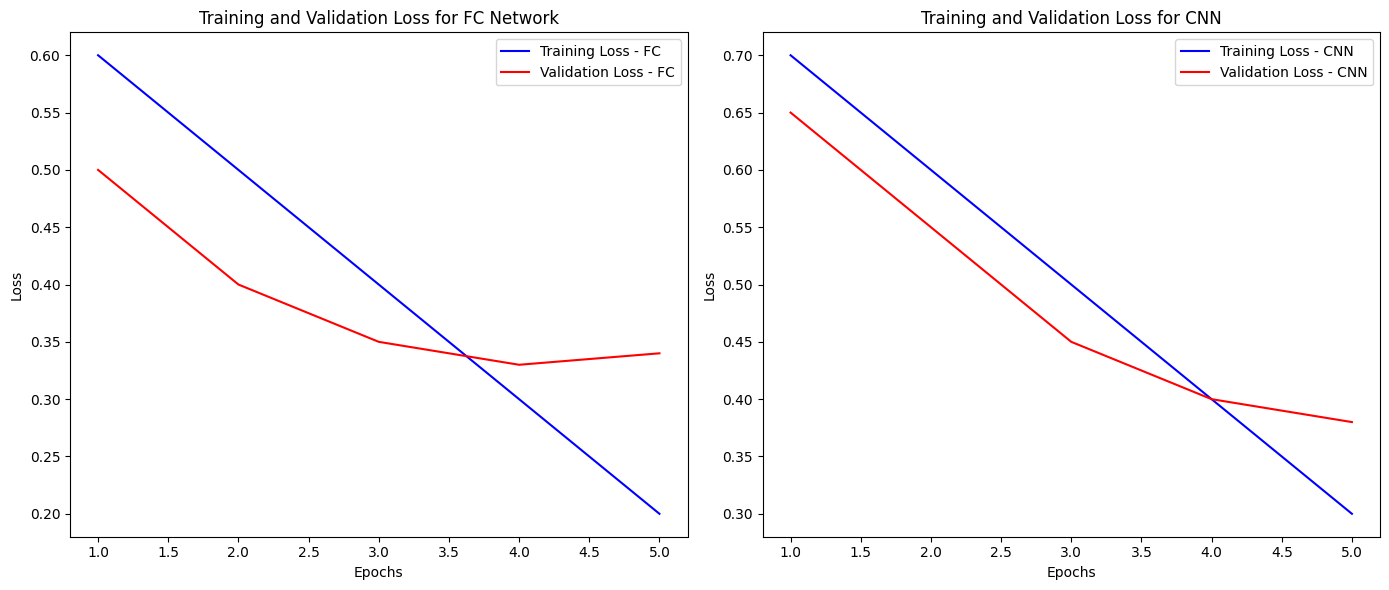 Training and Validation Loss for FC Network
Training Loss - FC
Validation Loss - FC
0.60
0.55
0.50
0.45
0.40
0.35
0.30
0.25
0.20
Loss
1.0 1.5 2.0 2.5 3.0 3.5 4.0 4.5 5.0
Epochs
Training and Validation Loss for CNN
Training Loss - CNN
Validation Loss - CNN
0.70
0.65
0.60
0.55
0.50
0.45
0.40
0.35
0.30
Loss
1.0 1.5 2.0 2.5 3.0 3.5 4.0 4.5 5.0
Epochs